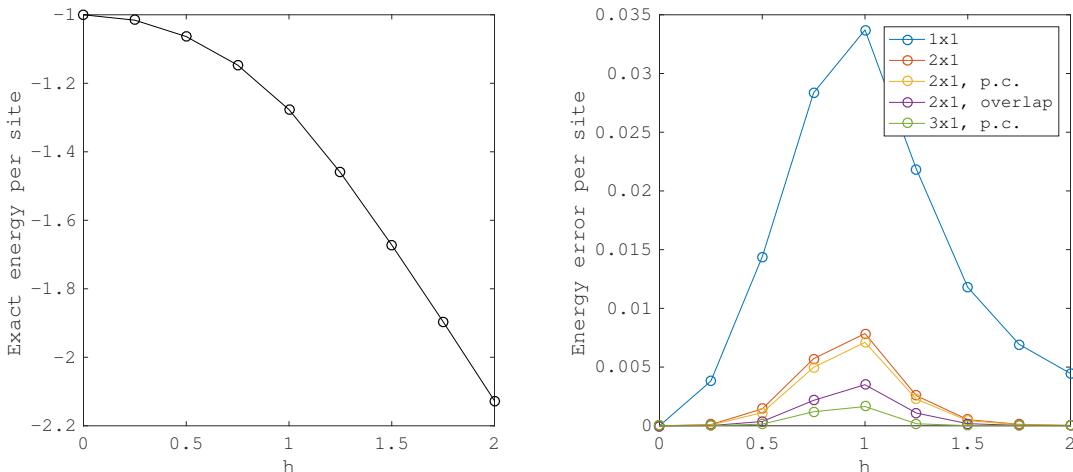 Exact energy per site
-1
-1.2
-1.4
-1.6
-1.8
-2
-2.2
0
0.5
1
1.5
2
h
Energy error per site
0.035
0.03
0.025
0.02
0.015
0.01
0.005
0
0
0.5
1
1.5
2
h
1x1
2x1
2x1, p.c.
2x1, overlap
3x1, p.c.